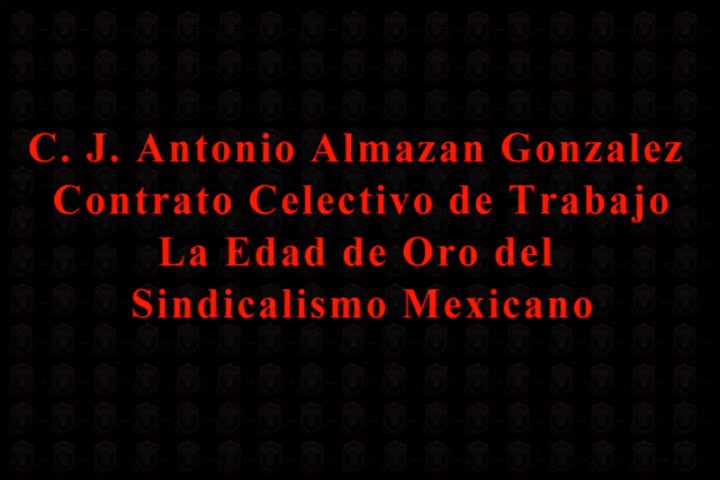 C. J. Antonio Almazan Gonzalez
Contrato Celectivo de Trabajo
La Edad de Oro del
Sindicalismo Mexicano